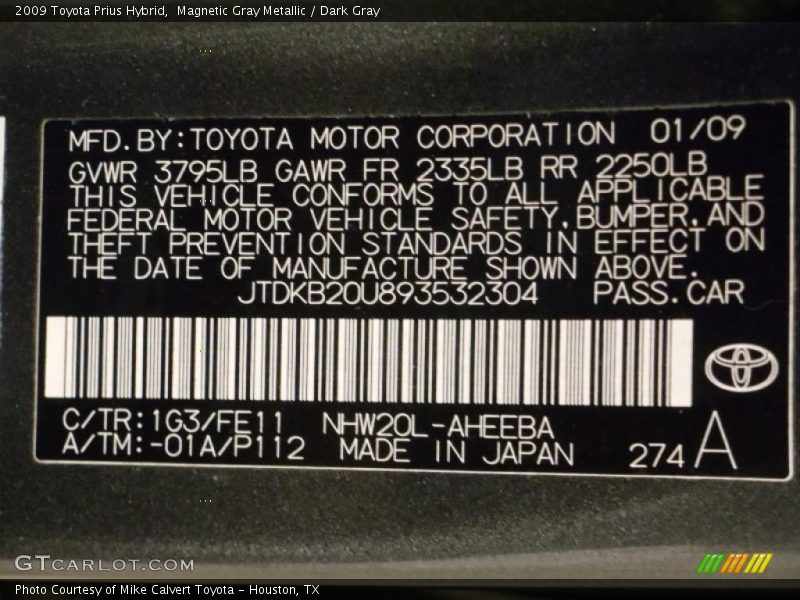 2009 Toyota Prius Hybrid, Magnetic Gray Metallic / Dark Gray
MFD.BY:TOYOTA MOTOR CORPORATION 01/09
GVWR 3795LB GAWR FR 2335LB RR 2250LB
THIS VEHICLE CONFORMS TO ALL APPLICABLE
FEDERAL MOTOR VEHICLE SAFETY,BUMPER,AND
THEFT PREVENTION STANDARDS IN EFFECT ON
THE DATE OF MANUFACTURE SHOWN ABOVE.
JTDKB20U893532304 PASS.CAR
C/TR:1G3/FE11 NHW20L-AHEEBA
A/TM:-01A/P112 MADE IN JAPAN 274 A
GTCARLOT.COM
Photo Courtesy of Mike Calvert Toyota - Houston, TX